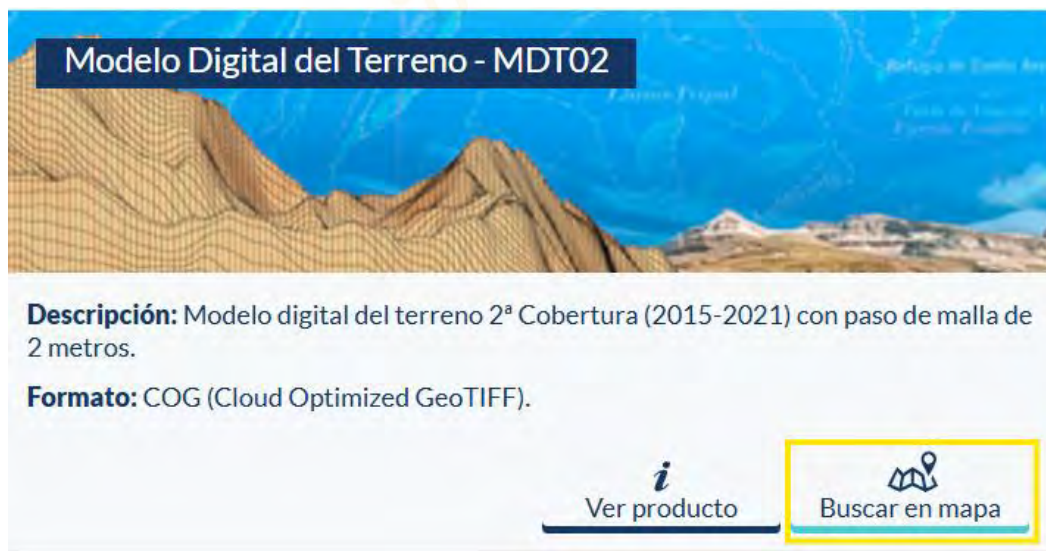 Modelo Digital del Terreno - MDT02
Descripción: Modelo digital del terreno 2ª Cobertura (2015-2021) con paso de malla de
2 metros.
Formato: COG (Cloud Optimized GeoTIFF).
Ver producto
Buscar en mapa